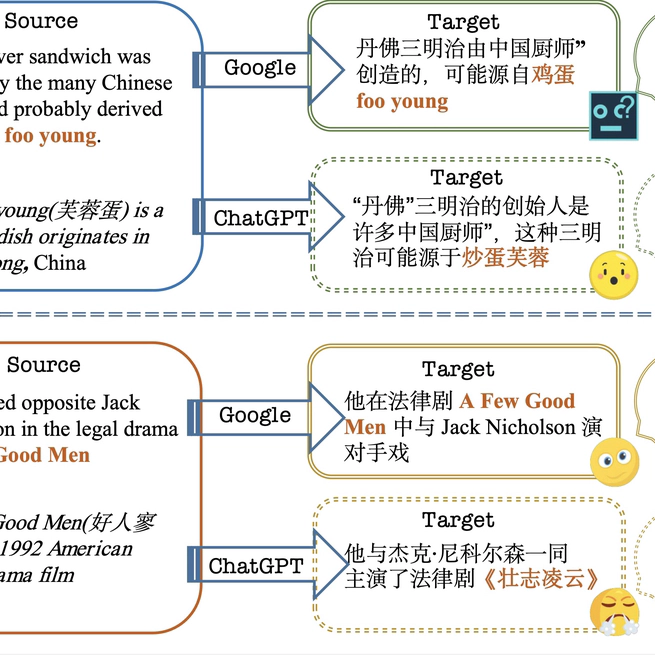 Source
ver sandwich was
y the many Chinese
d probably derived
foo young.
young(芙蓉蛋) is a
dish originates in
ong, China
Google
ChatGPT
Target
丹佛三明治由中国厨师”
创造的，可能源自鸡蛋
foo young
?
Target
“丹佛”三明治的创始人是
许多中国厨师”，这种三明
治可能源于炒蛋芙蓉
Source
ed opposite Jack
on in the legal drama
Good Men
Good Men(好人寥
1992 American
ama film
Google
ChatGPT
Target
他在法律剧 A Few Good
Men 中与 Jack Nicholson 演
对手戏
Target
他与杰克·尼科尔森一同
主演了法律剧《壮志凌云》